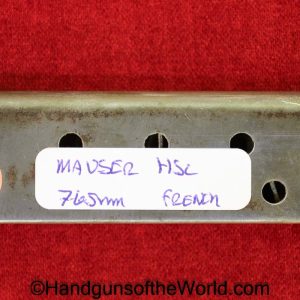 MAUSER HSc
7.65mm FRENCH
©HandgunsoftheWorld.com